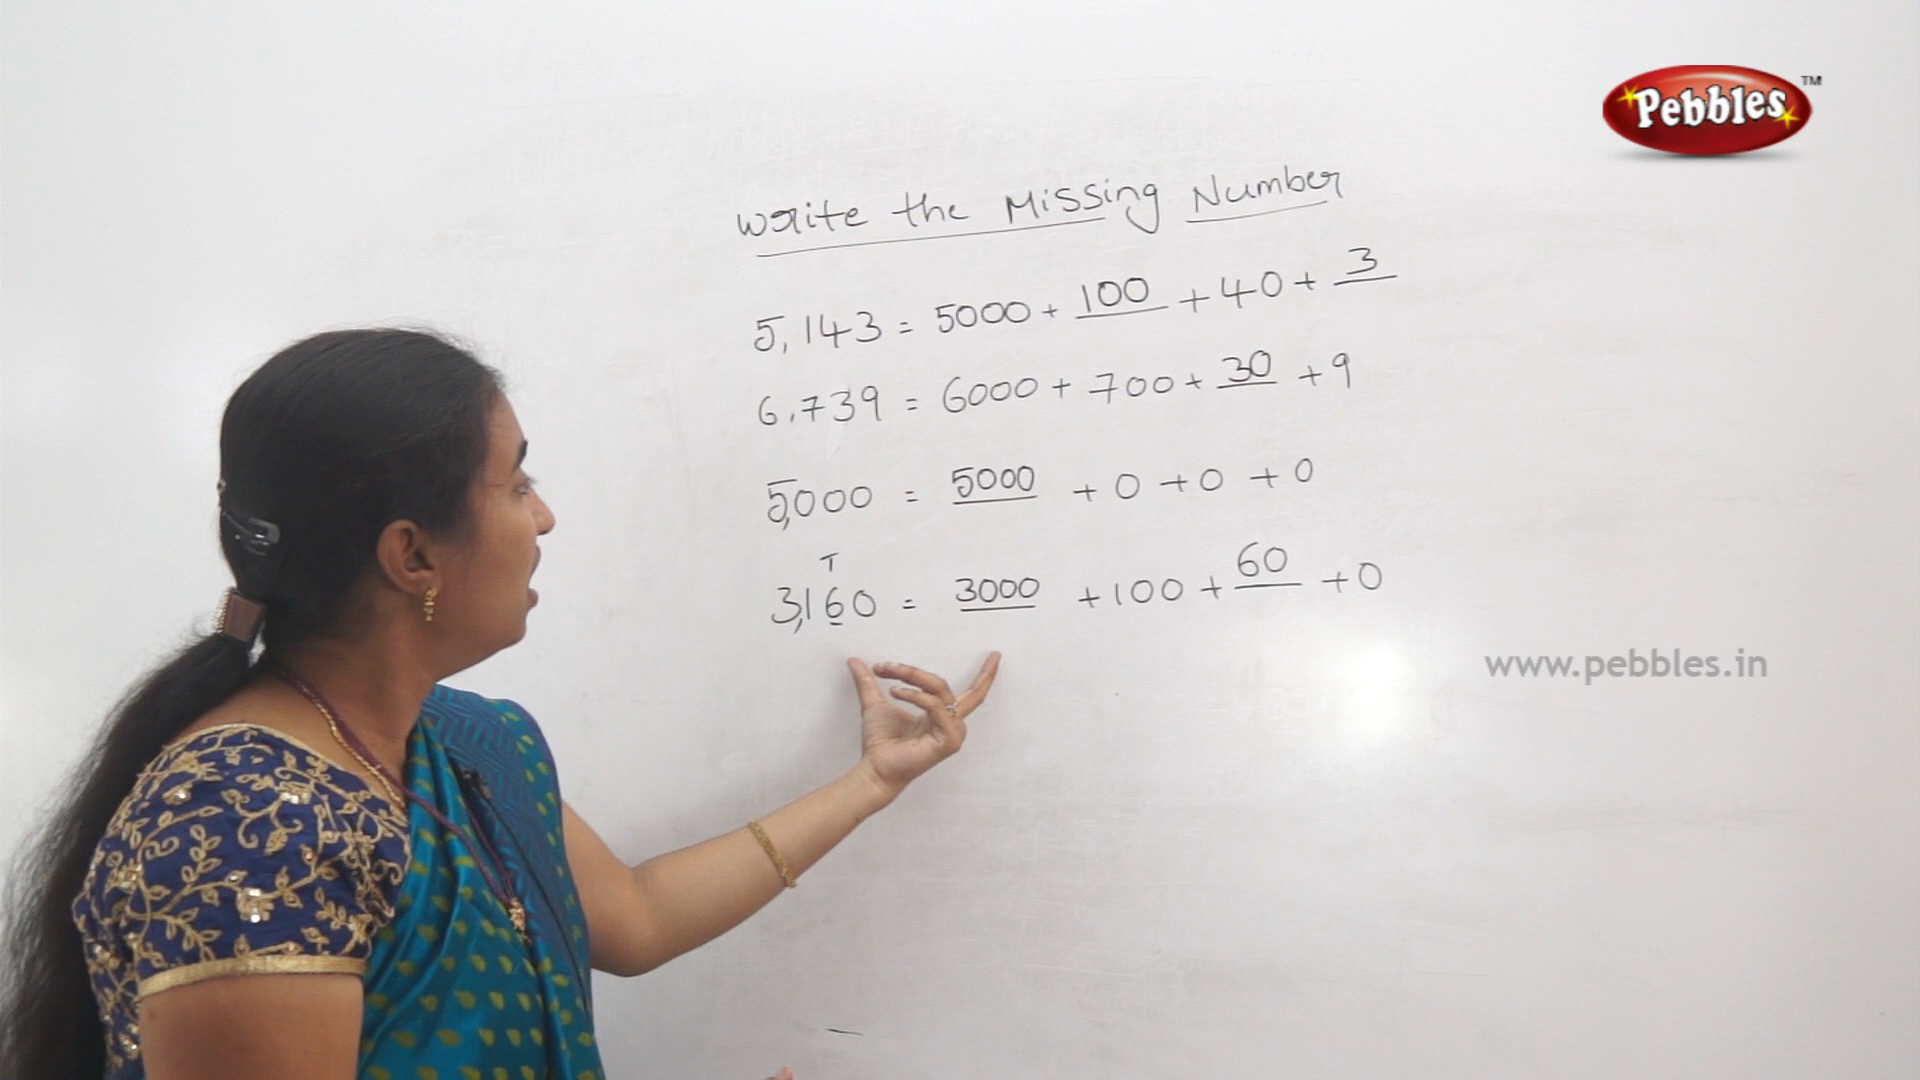 Pebbles TM
Write the Missing Number
5,143 = 5000 + 100 + 40 + 3
6,739 = 6000 + 700 + 30 + 9
5,000 = 5000 + 0 + 0 + 0
T
3,160 = 3000 + 100 + 60 + 0
www.pebbles.in